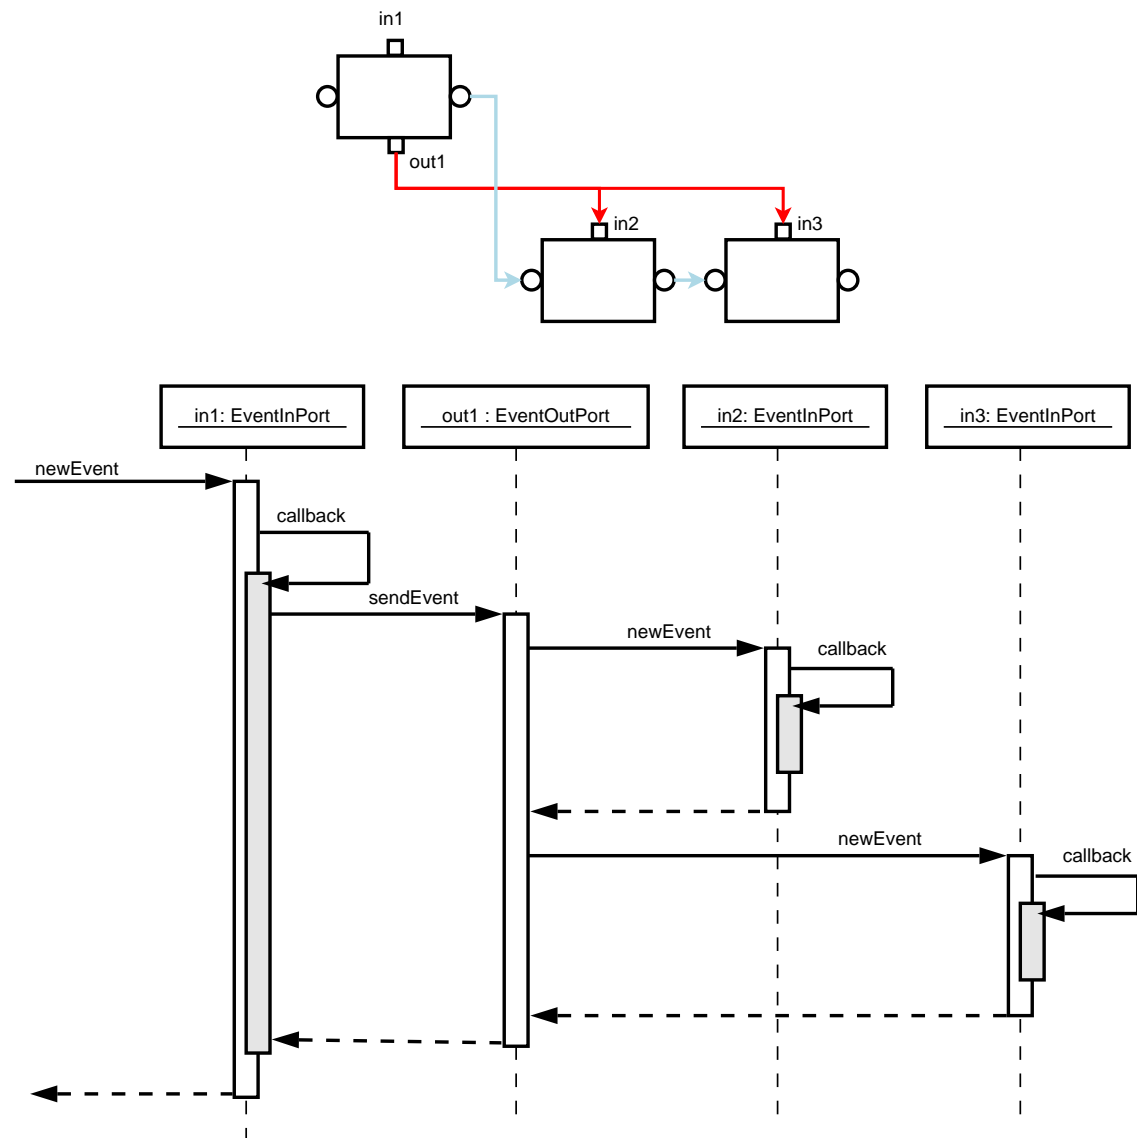 in1
out1
in2
in3
in1: EventInPort
out1 : EventOutPort
in2: EventInPort
in3: EventInPort
newEvent
callback
sendEvent
newEvent
callback
newEvent
callback